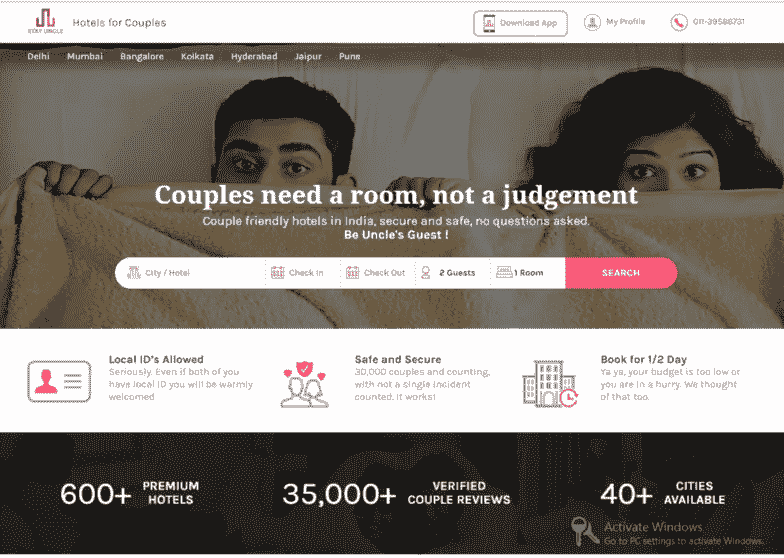 STAY UNCLE
Hotels for Couples
Download App
My Profile
011-39588731
Delhi Mumbai Bangalore Kolkata Hyderabad Jaipur Pune
Couples need a room, not a judgement
Couple friendly hotels in India, secure and safe, no questions asked.
Be Uncle's Guest !
City / Hotel Check In Check Out 2 Guests 1 Room SEARCH
Local ID's Allowed
Seriously. Even if both of you
have local ID you will be warmly
welcomed
Safe and Secure
30,000 couples and counting,
with not a single incident
counted. It works!
Book for 1/2 Day
Ya ya, your budget is too low or
you are in a hurry. We thought
of that too.
600+ PREMIUM
HOTELS
35,000+ VERIFIED
COUPLE REVIEWS
40+ CITIES
AVAILABLE
Activate Windows
Go to PC settings to activate Windows.